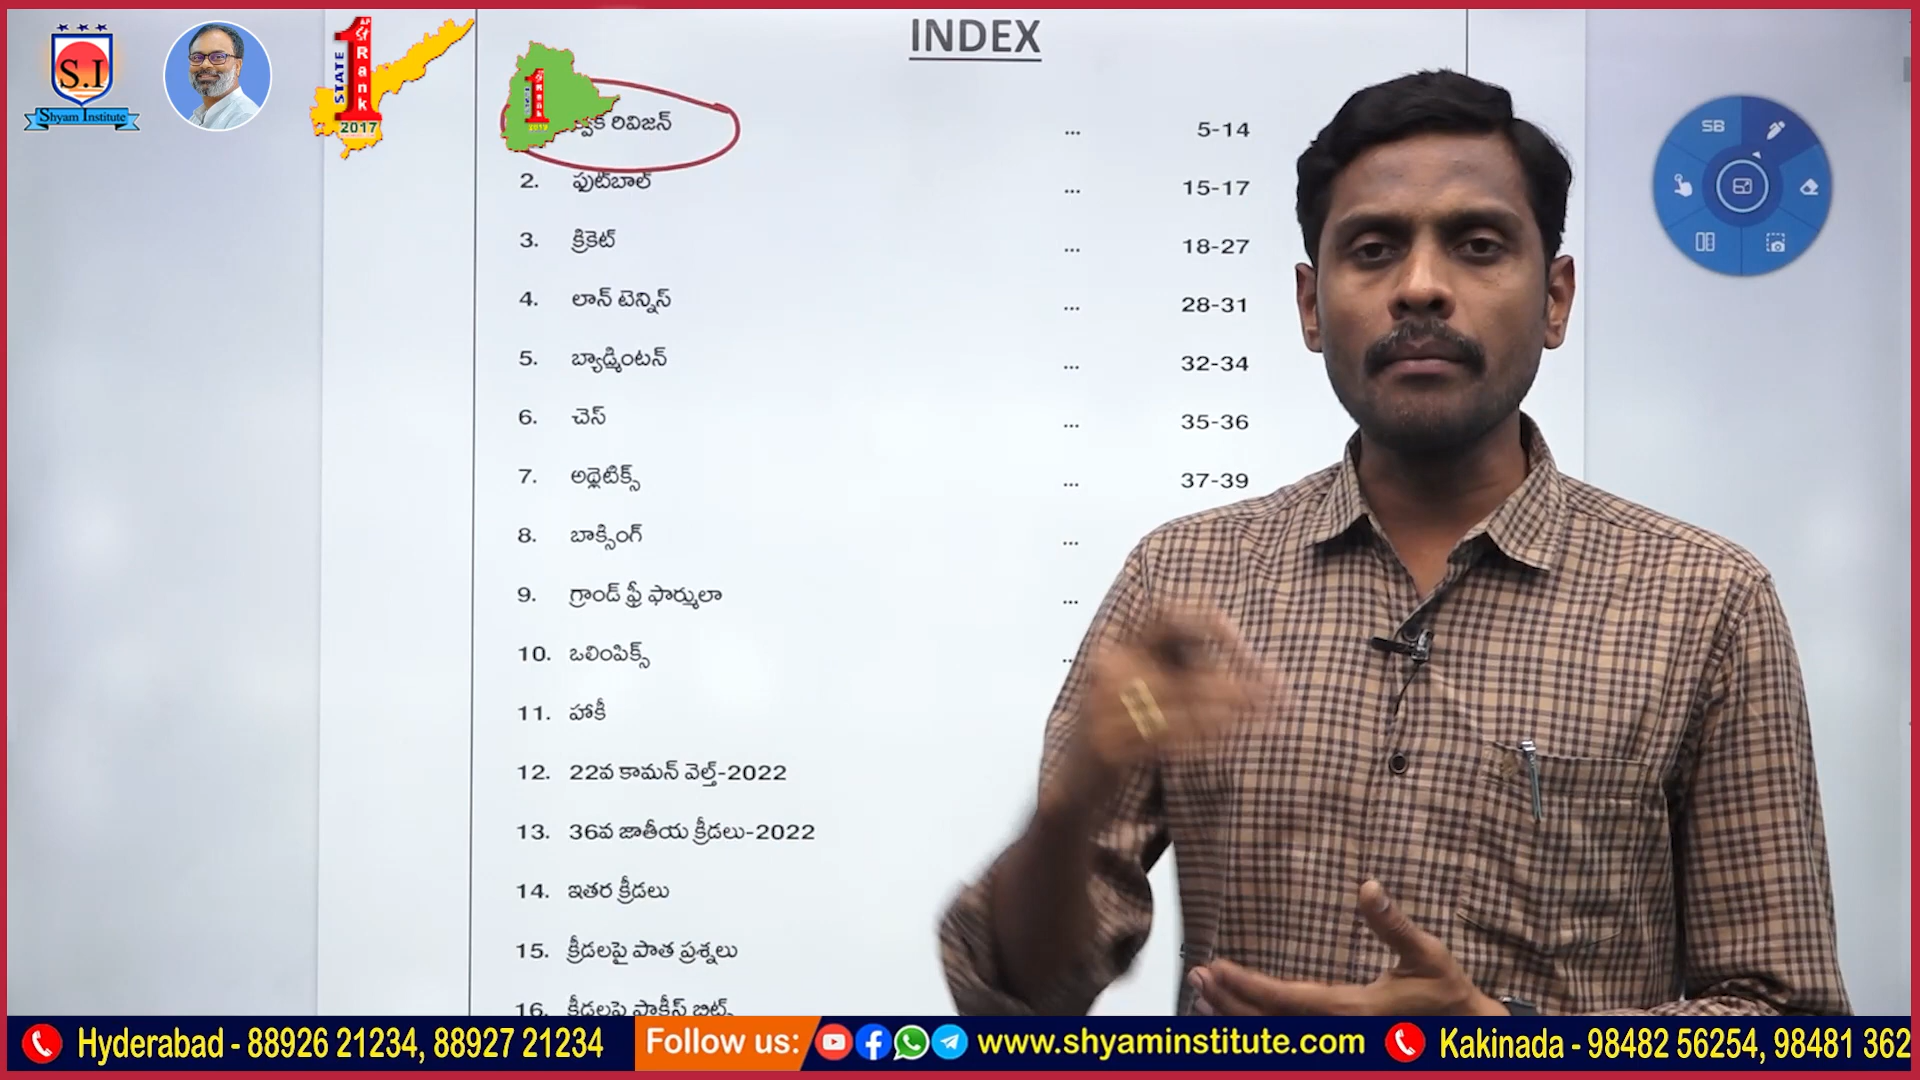 INDEX
S.I
Shyam Institute
STATE
1st Rank
2017
క్విక్ రివిజన్ ... 5-14
2. ఫుట్‌బాల్ ... 15-17
3. క్రికెట్ ... 18-27
4. లాన్ టెన్నిస్ ... 28-31
5. బ్యాడ్మింటన్ ... 32-34
6. చెస్ ... 35-36
7. అథ్లెటిక్స్ ... 37-39
8. బాక్సింగ్ ...
9. గ్రాండ్ ఫ్రీ ఫార్ములా ...
10. ఒలింపిక్స్ ..
11. హాకీ
12. 22వ కామన్ వెల్త్-2022
13. 36వ జాతీయ క్రీడలు-2022
14. ఇతర క్రీడలు
15. క్రీడలపై పాత ప్రశ్నలు
16. క్రీడలపై ప్రాక్టీస్ బిట్స్
Hyderabad - 88926 21234, 88927 21234 Follow us: www.shyaminstitute.com Kakinada - 98482 56254, 98481 362